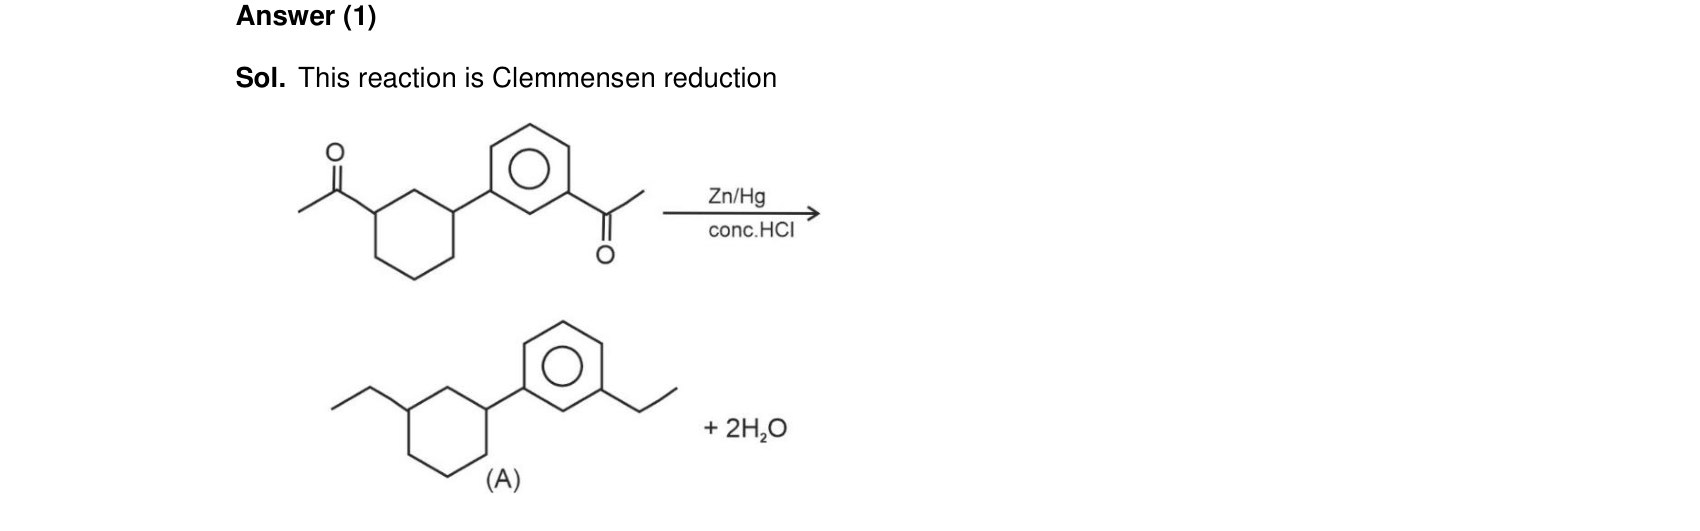 Answer (1)
Sol. This reaction is Clemmensen reduction
O
Zn/Hg
conc.HCl
O
+ 2H₂O
(A)